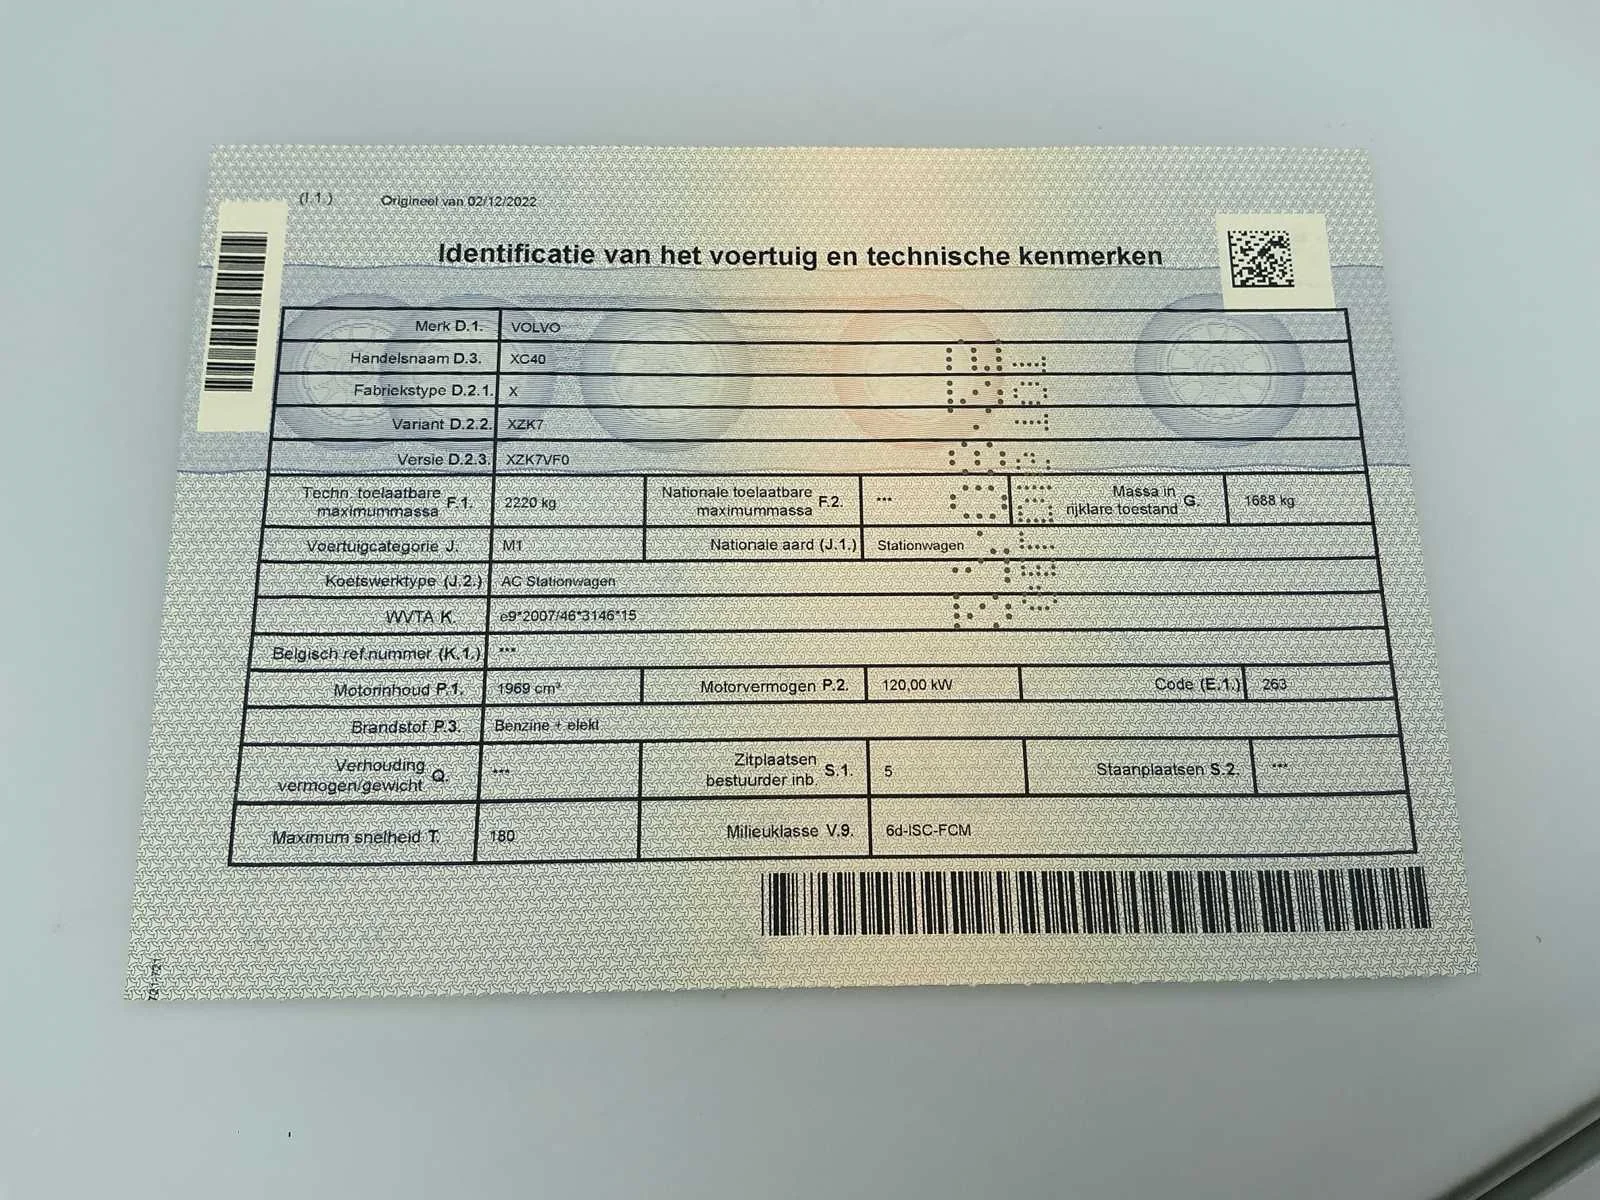 (I.1.) Origineel van 02/12/2022
Identificatie van het voertuig en technische kenmerken
Merk D.1. VOLVO
Handelsnaam D.3. XC40
Fabriekstype D.2.1. X
Variant D.2.2. XZK7
Versie D.2.3. XZK7VF0
Techn. toelaatbare maximummassa F.1. 2220 kg Nationale toelaatbare maximummassa F.2. *** Massa in rijklare toestand G. 1688 kg
Voertuigcategorie J. M1 Nationale aard (J.1.) Stationwagen
Koetswerktype (J.2.) AC Stationwagen
WVTA K. e9*2007/46*3146*15
Belgisch ref.nummer (K.1.) ***
Motorinhoud P.1. 1969 cm³ Motorvermogen P.2. 120,00 kW Code (E.1.) 263
Brandstof P.3. Benzine + elekt
Verhouding vermogen/gewicht Q. *** Zitplaatsen bestuurder inb. S.1. 5 Staanplaatsen S.2. ***
Maximum snelheid T. 180 Milieuklasse V.9. 6d-ISC-FCM